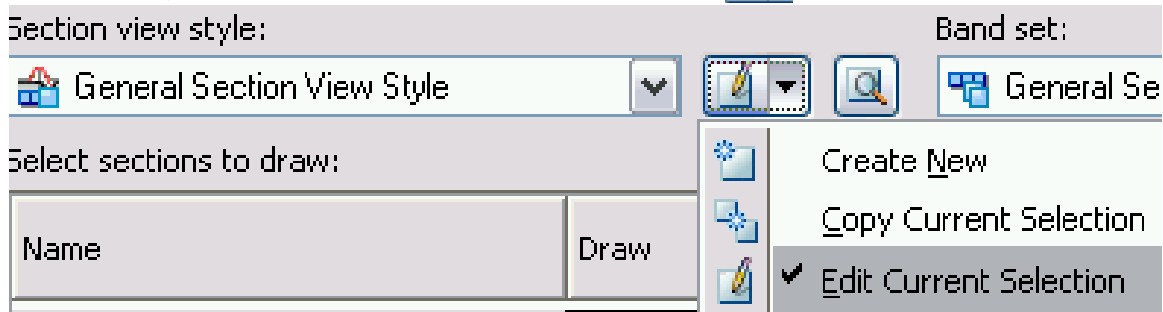 Section view style:
Band set:
General Section View Style
General Se
Select sections to draw:
Create New
Copy Current Selection
Name
Draw
Edit Current Selection